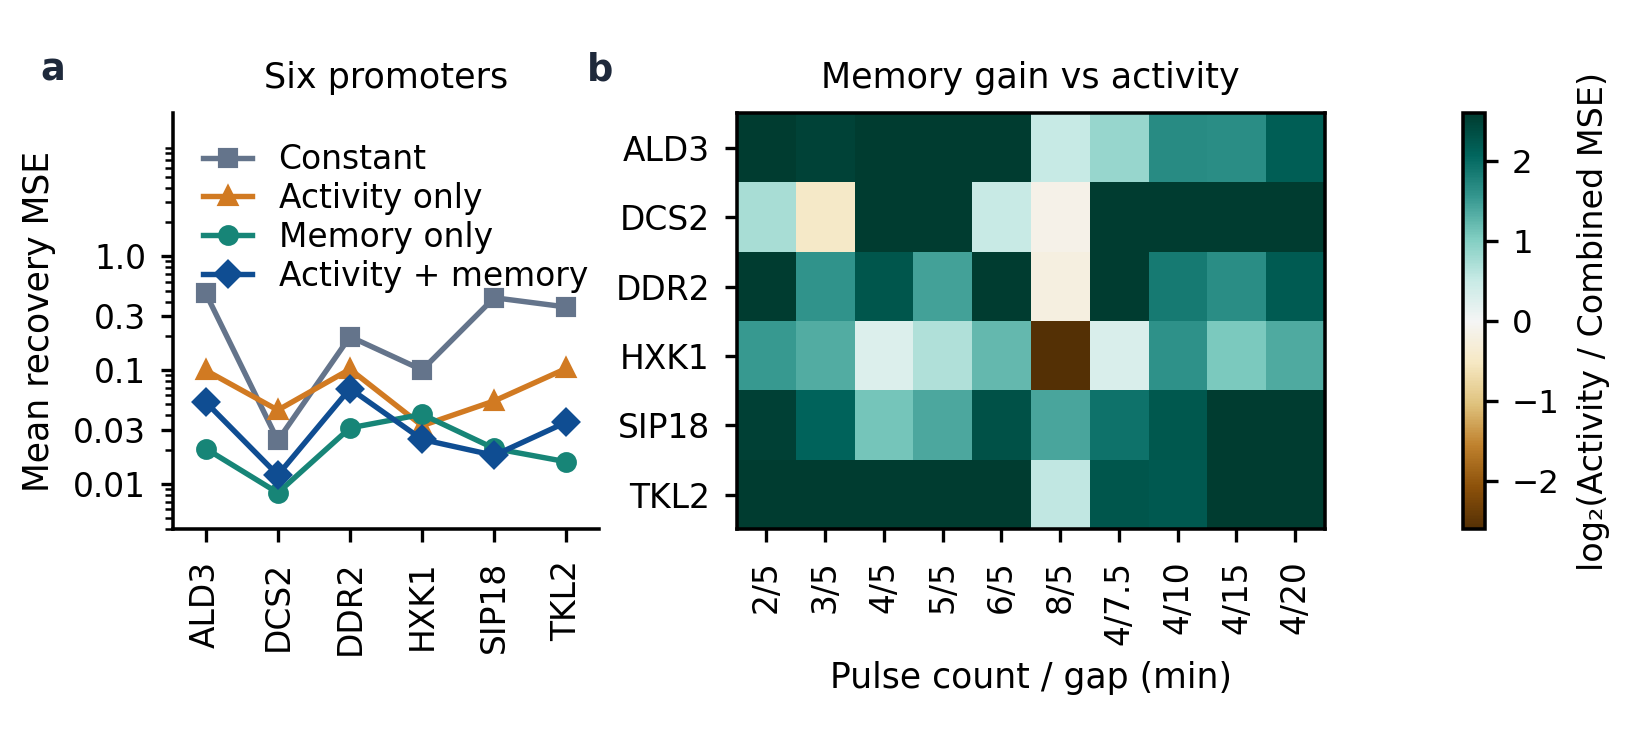 a
Six promoters
Mean recovery MSE
1.0
0.3
0.1
0.03
0.01
Constant
Activity only
Memory only
Activity + memory
ALD3
DCS2
DDR2
HXK1
SIP18
TKL2
b
Memory gain vs activity
ALD3
DCS2
DDR2
HXK1
SIP18
TKL2
2/5
3/5
4/5
5/5
6/5
8/5
4/7.5
4/10
4/15
4/20
Pulse count / gap (min)
2
1
0
−1
−2
log₂(Activity / Combined MSE)